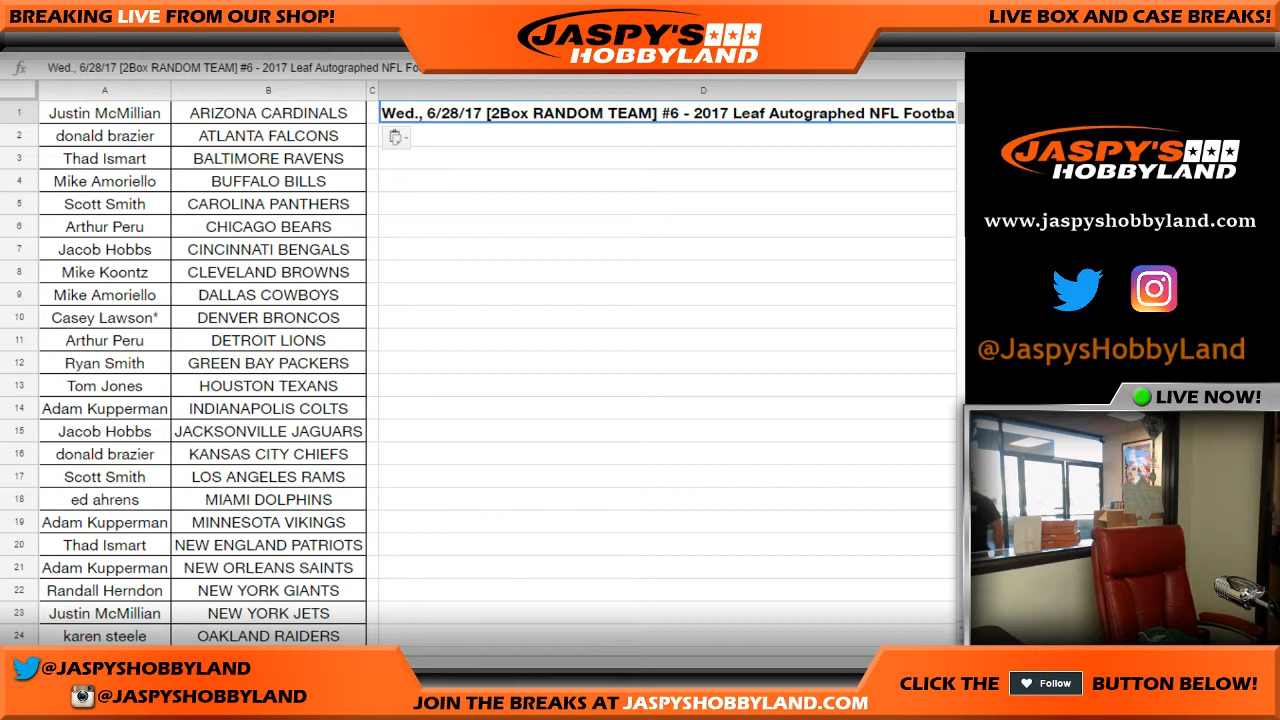 BREAKING LIVE FROM OUR SHOP!
JASPY'S
HOBBYLAND
LIVE BOX AND CASE BREAKS!
fx Wed., 6/28/17 [2Box RANDOM TEAM] #6 - 2017 Leaf Autographed NFL Fo
A B C D
1 Justin McMillian ARIZONA CARDINALS Wed., 6/28/17 [2Box RANDOM TEAM] #6 - 2017 Leaf Autographed NFL Footba
2 donald brazier ATLANTA FALCONS
3 Thad Ismart BALTIMORE RAVENS
4 Mike Amoriello BUFFALO BILLS
5 Scott Smith CAROLINA PANTHERS
6 Arthur Peru CHICAGO BEARS
7 Jacob Hobbs CINCINNATI BENGALS
8 Mike Koontz CLEVELAND BROWNS
9 Mike Amoriello DALLAS COWBOYS
10 Casey Lawson* DENVER BRONCOS
11 Arthur Peru DETROIT LIONS
12 Ryan Smith GREEN BAY PACKERS
13 Tom Jones HOUSTON TEXANS
14 Adam Kupperman INDIANAPOLIS COLTS
15 Jacob Hobbs JACKSONVILLE JAGUARS
16 donald brazier KANSAS CITY CHIEFS
17 Scott Smith LOS ANGELES RAMS
18 ed ahrens MIAMI DOLPHINS
19 Adam Kupperman MINNESOTA VIKINGS
20 Thad Ismart NEW ENGLAND PATRIOTS
21 Adam Kupperman NEW ORLEANS SAINTS
22 Randall Herndon NEW YORK GIANTS
23 Justin McMillian NEW YORK JETS
24 karen steele OAKLAND RAIDERS
JASPY'S
HOBBYLAND
www.jaspyshobbyland.com
@JaspysHobbyLand
LIVE NOW!
@JASPYSHOBBYLAND
@JASPYSHOBBYLAND
JOIN THE BREAKS AT JASPYSHOBBYLAND.COM
CLICK THE Follow BUTTON BELOW!